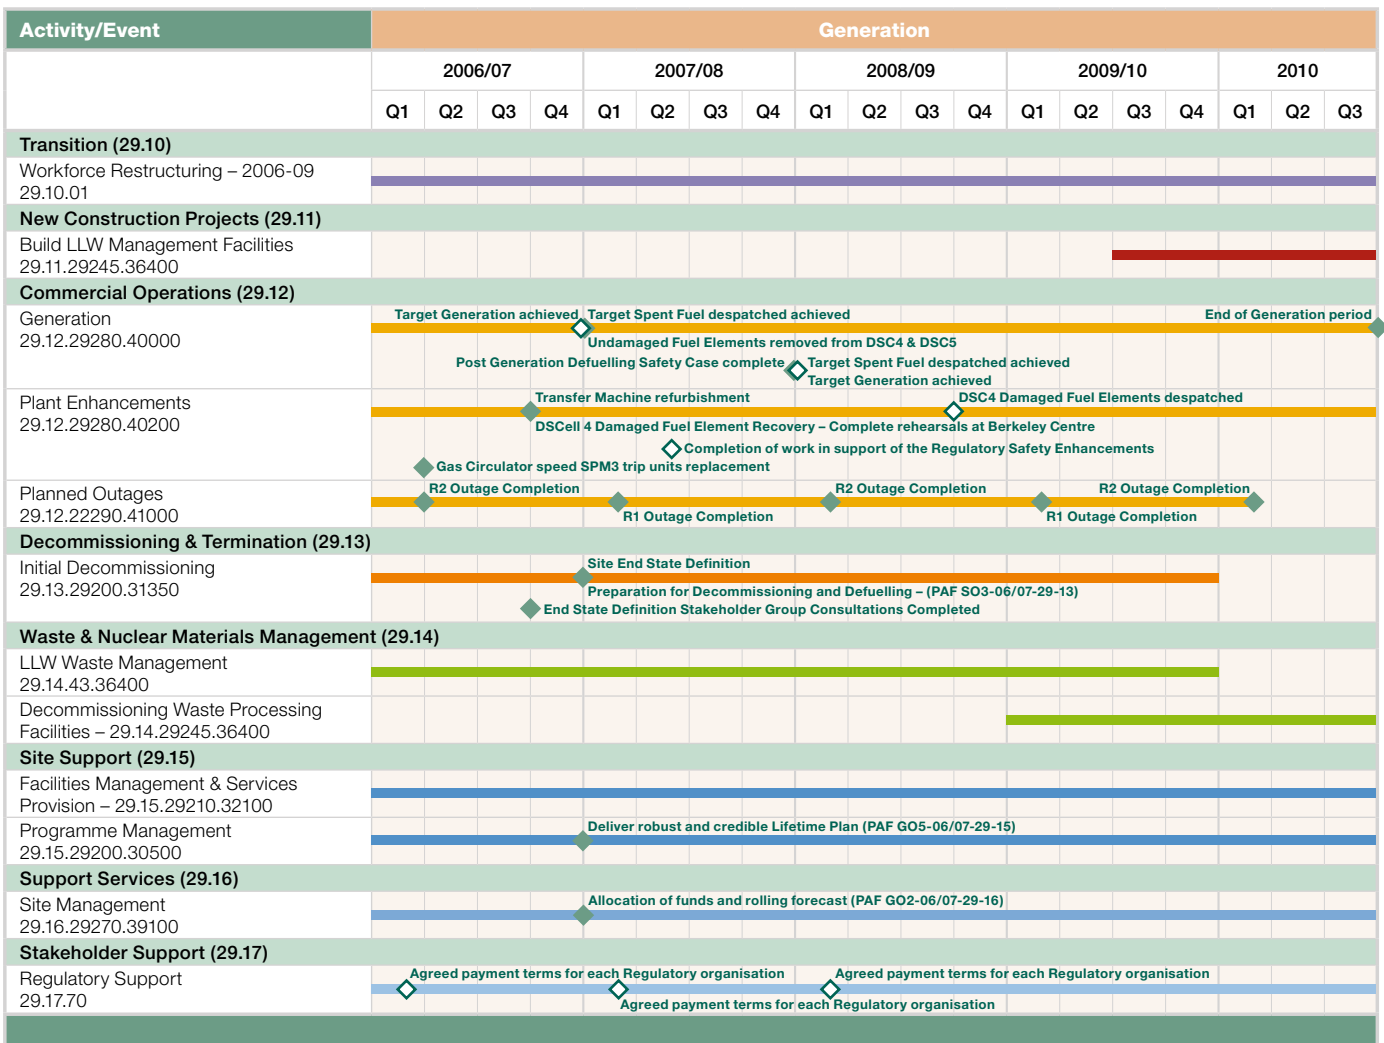 Activity/Event
Generation
2006/07 2007/08 2008/09 2009/10 2010
Q1 Q2 Q3 Q4 Q1 Q2 Q3 Q4 Q1 Q2 Q3 Q4 Q1 Q2 Q3 Q4 Q1 Q2 Q3
Transition (29.10)
Workforce Restructuring – 2006-09
29.10.01
New Construction Projects (29.11)
Build LLW Management Facilities
29.11.29245.36400
Commercial Operations (29.12)
Generation
29.12.29280.40000
Target Generation achieved
Target Spent Fuel despatched achieved
End of Generation period
Undamaged Fuel Elements removed from DSC4 & DSC5
Post Generation Defuelling Safety Case complete
Target Spent Fuel despatched achieved
Target Generation achieved
Plant Enhancements
29.12.29280.40200
Transfer Machine refurbishment
DSC4 Damaged Fuel Elements despatched
DSCell 4 Damaged Fuel Element Recovery – Complete rehearsals at Berkeley Centre
Completion of work in support of the Regulatory Safety Enhancements
Gas Circulator speed SPM3 trip units replacement
Planned Outages
29.12.22290.41000
R2 Outage Completion
R2 Outage Completion
R2 Outage Completion
R1 Outage Completion
R1 Outage Completion
Decommissioning & Termination (29.13)
Initial Decommissioning
29.13.29200.31350
Site End State Definition
Preparation for Decommissioning and Defuelling – (PAF SO3-06/07-29-13)
End State Definition Stakeholder Group Consultations Completed
Waste & Nuclear Materials Management (29.14)
LLW Waste Management
29.14.43.36400
Decommissioning Waste Processing
Facilities – 29.14.29245.36400
Site Support (29.15)
Facilities Management & Services
Provision – 29.15.29210.32100
Programme Management
29.15.29200.30500
Deliver robust and credible Lifetime Plan (PAF GO5-06/07-29-15)
Support Services (29.16)
Site Management
29.16.29270.39100
Allocation of funds and rolling forecast (PAF GO2-06/07-29-16)
Stakeholder Support (29.17)
Regulatory Support
29.17.70
Agreed payment terms for each Regulatory organisation
Agreed payment terms for each Regulatory organisation
Agreed payment terms for each Regulatory organisation